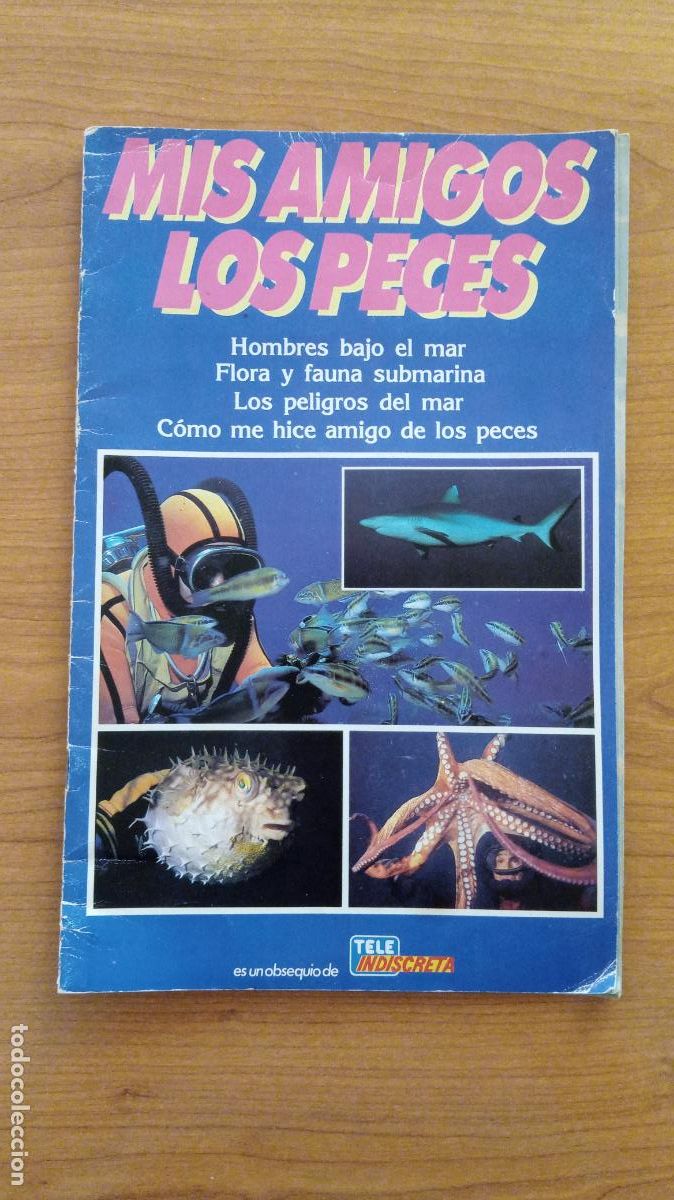 MIS AMIGOS
LOS PECES
Hombres bajo el mar
Flora y fauna submarina
Los peligros del mar
Cómo me hice amigo de los peces
es un obsequio de
TELE
INDISCRETA
todocoleccion